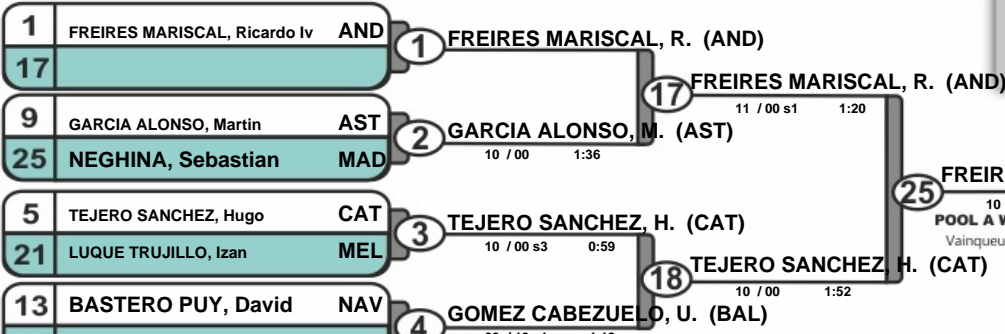 1 FREIRES MARISCAL, Ricardo Iv AND
17
1 FREIRES MARISCAL, R. (AND)
9 GARCIA ALONSO, Martin AST
25 NEGHINA, Sebastian MAD
2 GARCIA ALONSO, M. (AST)
10 / 00 1:36
17 FREIRES MARISCAL, R. (AND)
11 / 00 s1 1:20
5 TEJERO SANCHEZ, Hugo CAT
21 LUQUE TRUJILLO, Izan MEL
3 TEJERO SANCHEZ, H. (CAT)
10 / 00 s3 0:59
13 BASTERO PUY, David NAV
4 GOMEZ CABEZUELO, U. (BAL)
18 TEJERO SANCHEZ, H. (CAT)
10 / 00 1:52
25 FREIR
10
POOL A W
Vainqueu